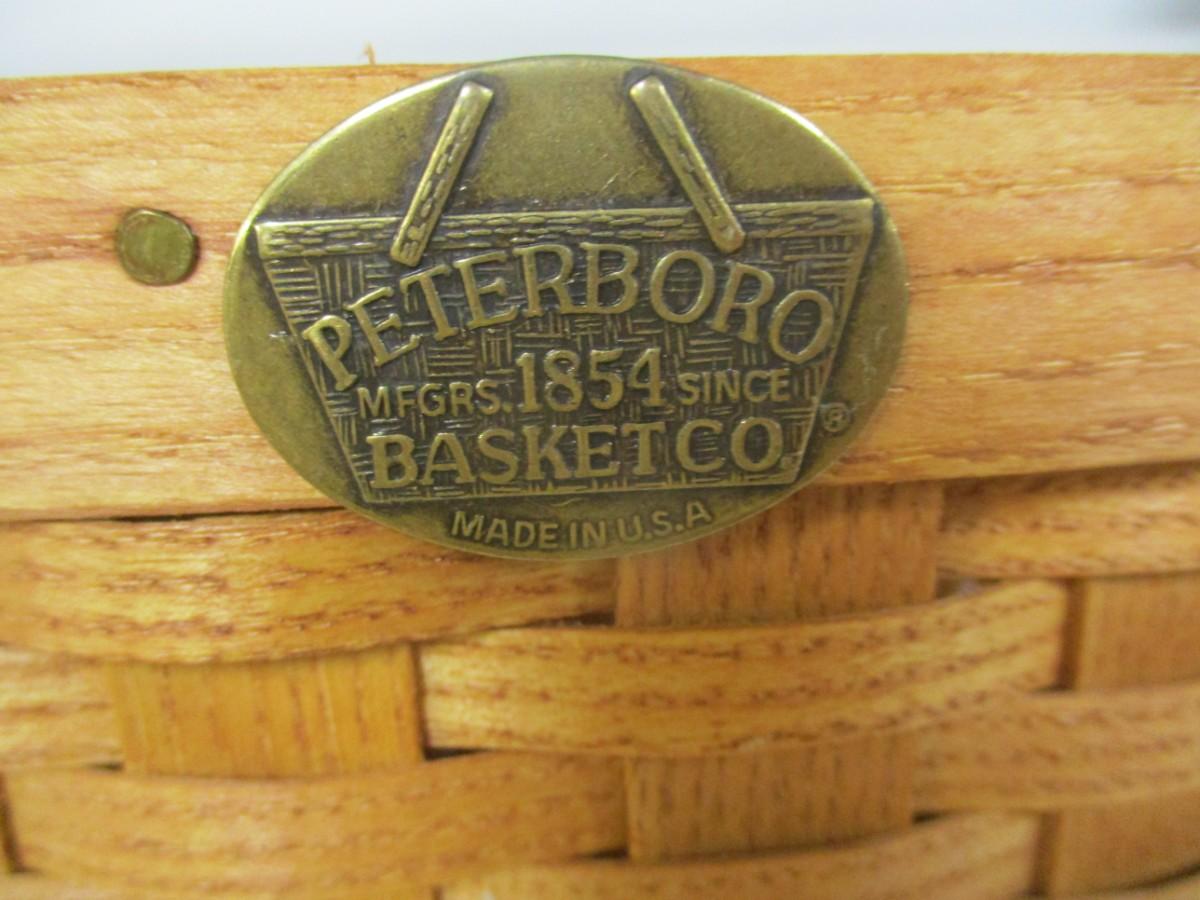 PETERBORO
MFGRS. 1854 SINCE
BASKET CO.
®
MADE IN U.S.A